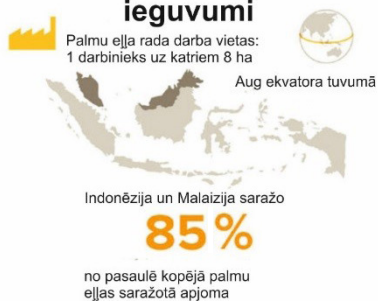 ieguvumi
Palmu eļļa rada darba vietas:
1 darbinieks uz katriem 8 ha
Aug ekvatora tuvumā
Indonēzija un Malaizija saražo
85%
no pasaulē kopējā palmu
eļļas saražotā apjoma